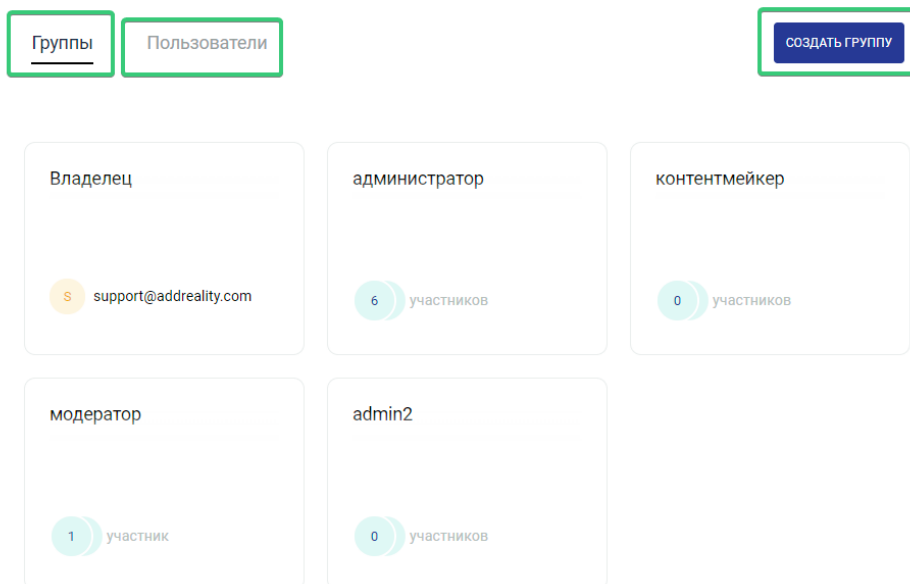 Группы Пользователи СОЗДАТЬ ГРУППУ
Владелец
S support@addreality.com
администратор
6 участников
контентмейкер
0 участников
модератор
1 участник
admin2
0 участников